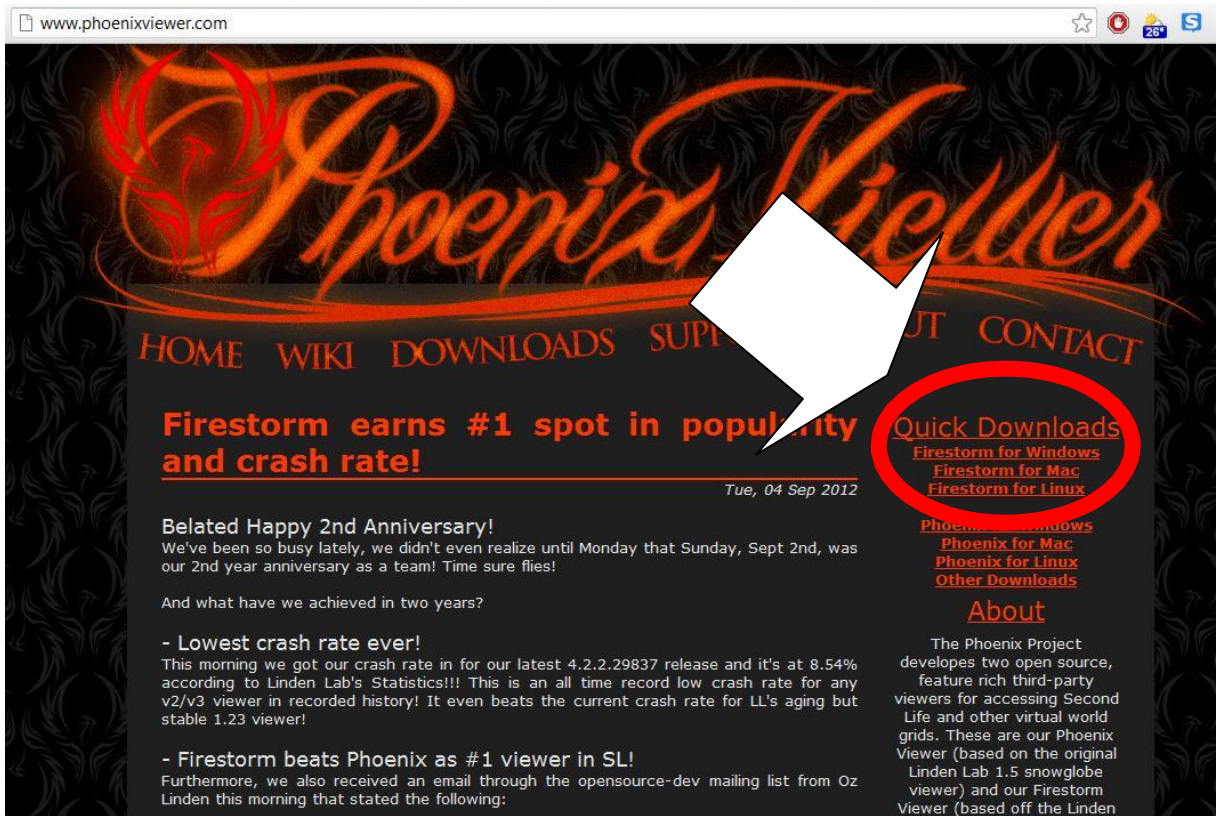 www.phoenixviewer.com
26°
S
Phoenix Viewer
HOME WIKI DOWNLOADS SUPP UT CONTACT
Firestorm earns #1 spot in popularity
and crash rate!
Tue, 04 Sep 2012
Belated Happy 2nd Anniversary!
We've been so busy lately, we didn't even realize until Monday that Sunday, Sept 2nd, was
our 2nd year anniversary as a team! Time sure flies!
And what have we achieved in two years?
- Lowest crash rate ever!
This morning we got our crash rate in for our latest 4.2.2.29837 release and it's at 8.54%
according to Linden Lab's Statistics!!! This is an all time record low crash rate for any
v2/v3 viewer in recorded history! It even beats the current crash rate for LL's aging but
stable 1.23 viewer!
- Firestorm beats Phoenix as #1 viewer in SL!
Furthermore, we also received an email through the opensource-dev mailing list from Oz
Linden this morning that stated the following:
Quick Downloads
Firestorm for Windows
Firestorm for Mac
Firestorm for Linux
Phoenix for Windows
Phoenix for Mac
Phoenix for Linux
Other Downloads
About
The Phoenix Project
developes two open source,
feature rich third-party
viewers for accessing Second
Life and other virtual world
grids. These are our Phoenix
Viewer (based on the original
Linden Lab 1.5 snowglobe
viewer) and our Firestorm
Viewer (based off the Linden